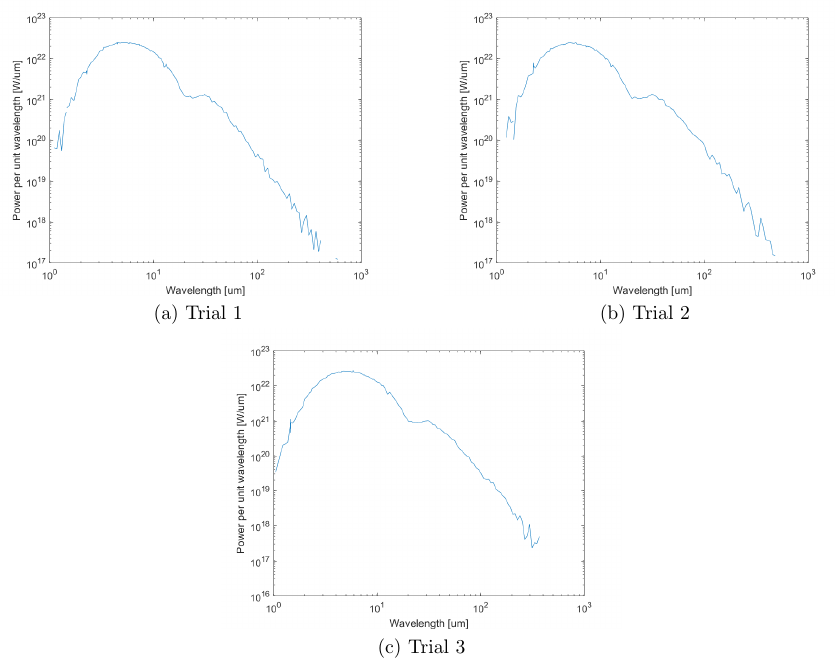 10^23
10^22
10^21
10^20
10^19
10^18
10^17
Power per unit wavelength [W/um]
10^0 10^1 10^2 10^3
Wavelength [um]
(a) Trial 1
10^23
10^22
10^21
10^20
10^19
10^18
10^17
Power per unit wavelength [W/um]
10^0 10^1 10^2 10^3
Wavelength [um]
(b) Trial 2
10^23
10^22
10^21
10^20
10^19
10^18
10^17
10^16
Power per unit wavelength [W/um]
10^0 10^1 10^2 10^3
Wavelength [um]
(c) Trial 3